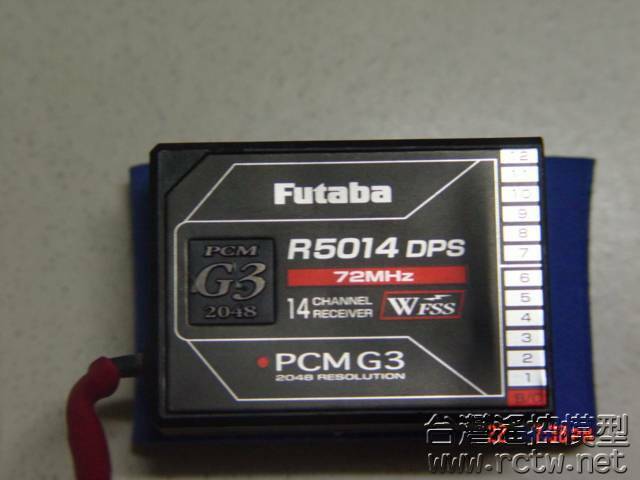 Futaba
R5014 DPS
72MHz
14 CHANNEL RECEIVER
WFSS
PCM
G3
2048
PCM G3
2048 RESOLUTION
12
11
10
9
8
7
6
5
4
3
2
1
B/C
台灣遙控模型
www.rctw.net